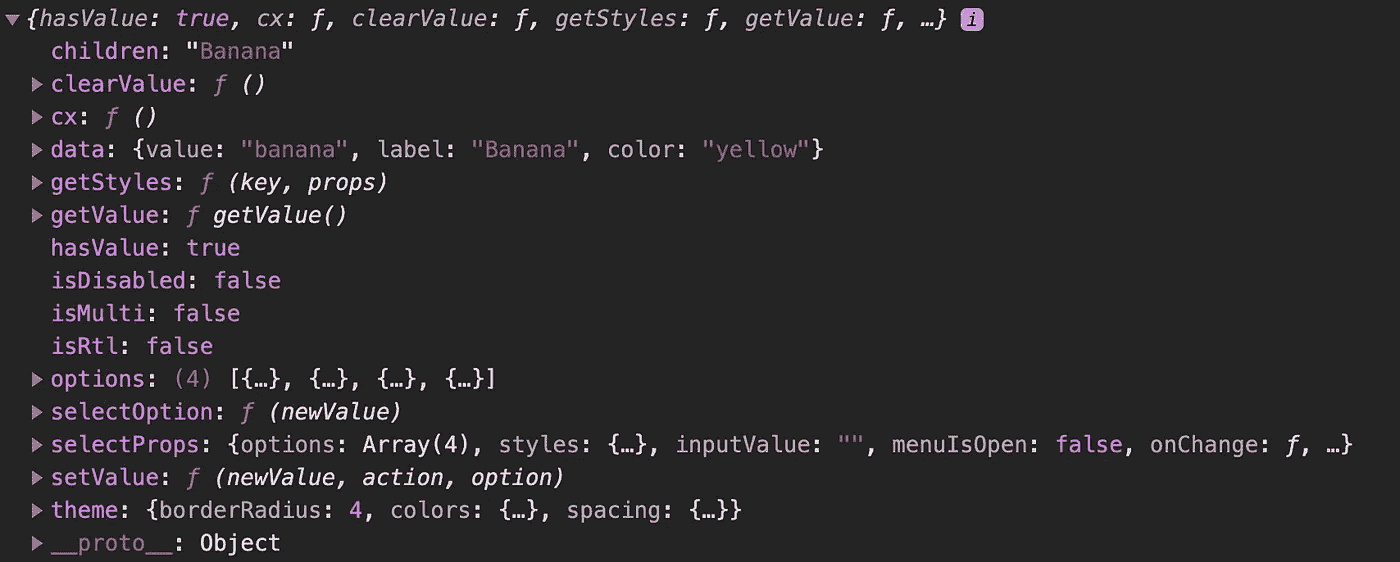 ▼{hasValue: true, cx: ƒ, clearValue: ƒ, getStyles: ƒ, getValue: ƒ, …} i
children: "Banana"
▶clearValue: ƒ ()
▶cx: ƒ ()
▶data: {value: "banana", label: "Banana", color: "yellow"}
▶getStyles: ƒ (key, props)
▶getValue: ƒ getValue()
hasValue: true
isDisabled: false
isMulti: false
isRtl: false
▶options: (4) [{…}, {…}, {…}, {…}]
▶selectOption: ƒ (newValue)
▶selectProps: {options: Array(4), styles: {…}, inputValue: "", menuIsOpen: false, onChange: ƒ, …}
▶setValue: ƒ (newValue, action, option)
▶theme: {borderRadius: 4, colors: {…}, spacing: {…}}
▶__proto__: Object